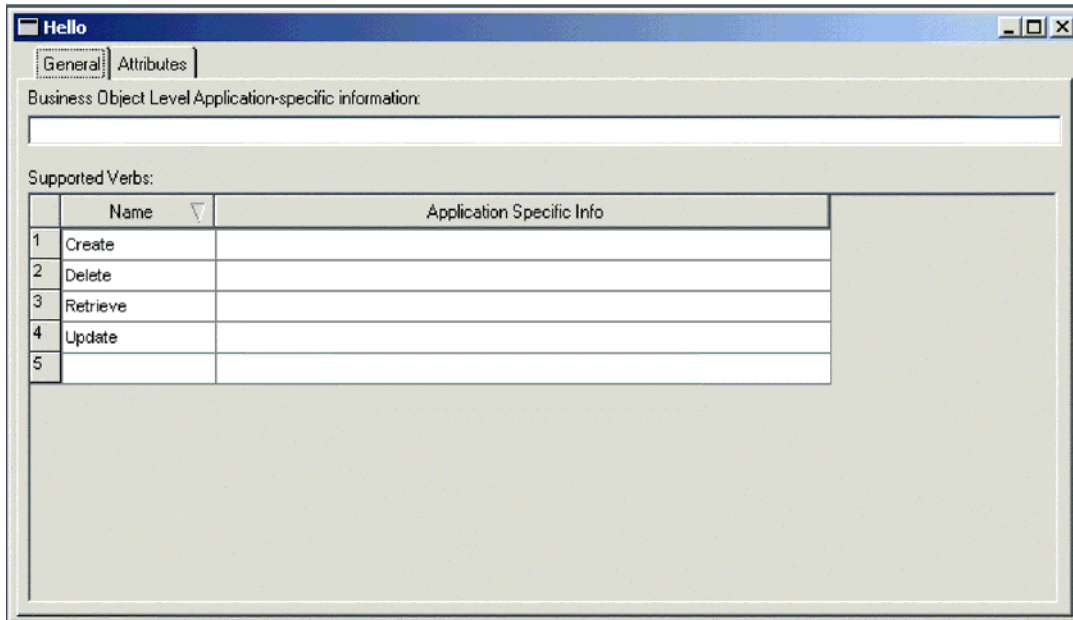 Hello
General Attributes
Business Object Level Application-specific information:
Supported Verbs:
Name Application Specific Info
1 Create
2 Delete
3 Retrieve
4 Update
5